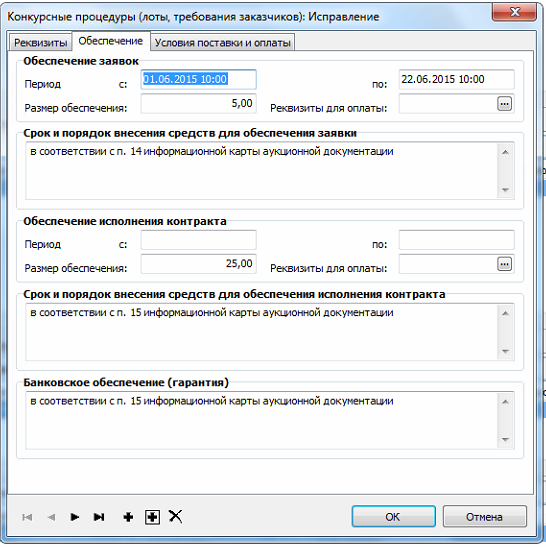 Конкурсные процедуры (лоты, требования заказчиков): Исправление
Реквизиты Обеспечение Условия поставки и оплаты
Обеспечение заявок
Период с: 01.06.2015 10:00 по: 22.06.2015 10:00
Размер обеспечения: 5,00 Реквизиты для оплаты: ...
Срок и порядок внесения средств для обеспечения заявки
в соответствии с п. 14 информационной карты аукционной документации
Обеспечение исполнения контракта
Период с: по:
Размер обеспечения: 25,00 Реквизиты для оплаты: ...
Срок и порядок внесения средств для обеспечения исполнения контракта
в соответствии с п. 15 информационной карты аукционной документации
Банковское обеспечение (гарантия)
в соответствии с п. 15 информационной карты аукционной документации
OK Отмена